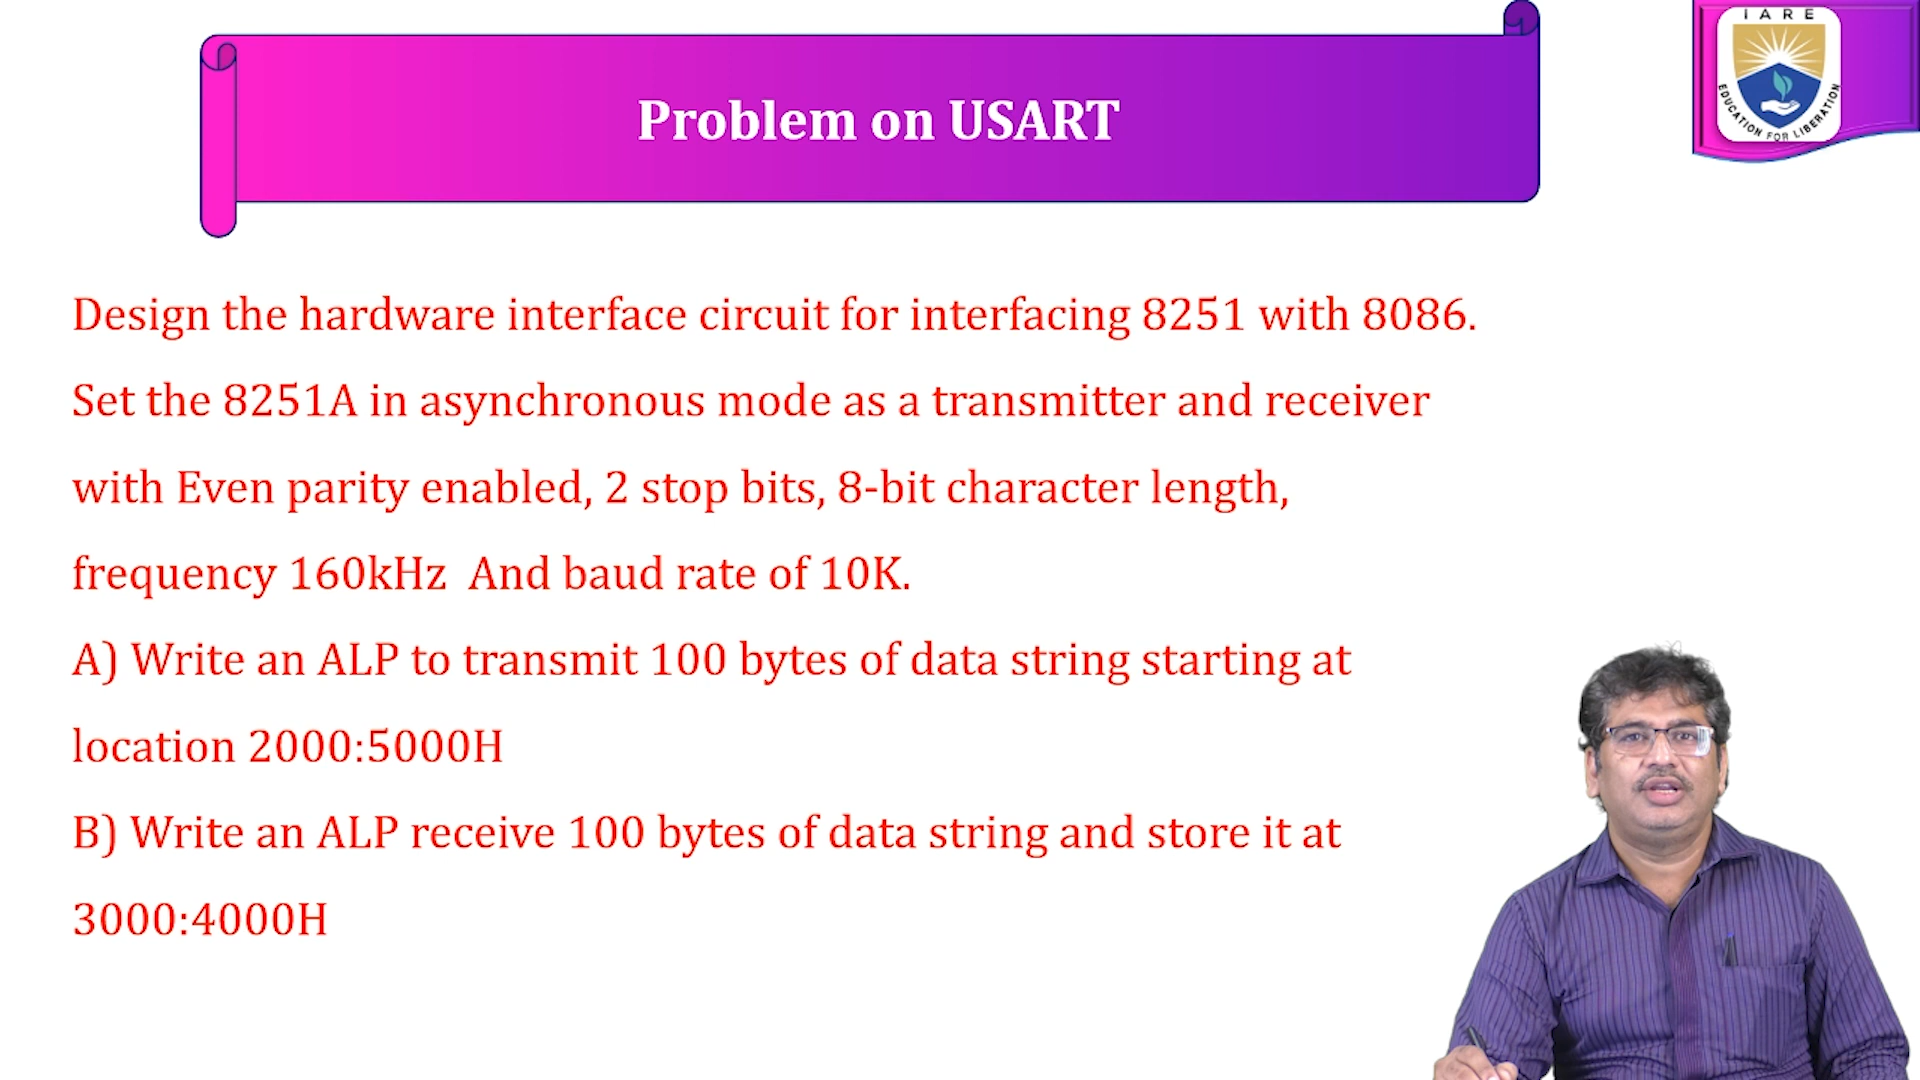 IARE
EDUCATION FOR LIBERATION
Problem on USART
Design the hardware interface circuit for interfacing 8251 with 8086.
Set the 8251A in asynchronous mode as a transmitter and receiver
with Even parity enabled, 2 stop bits, 8-bit character length,
frequency 160kHz And baud rate of 10K.
A) Write an ALP to transmit 100 bytes of data string starting at
location 2000:5000H
B) Write an ALP receive 100 bytes of data string and store it at
3000:4000H